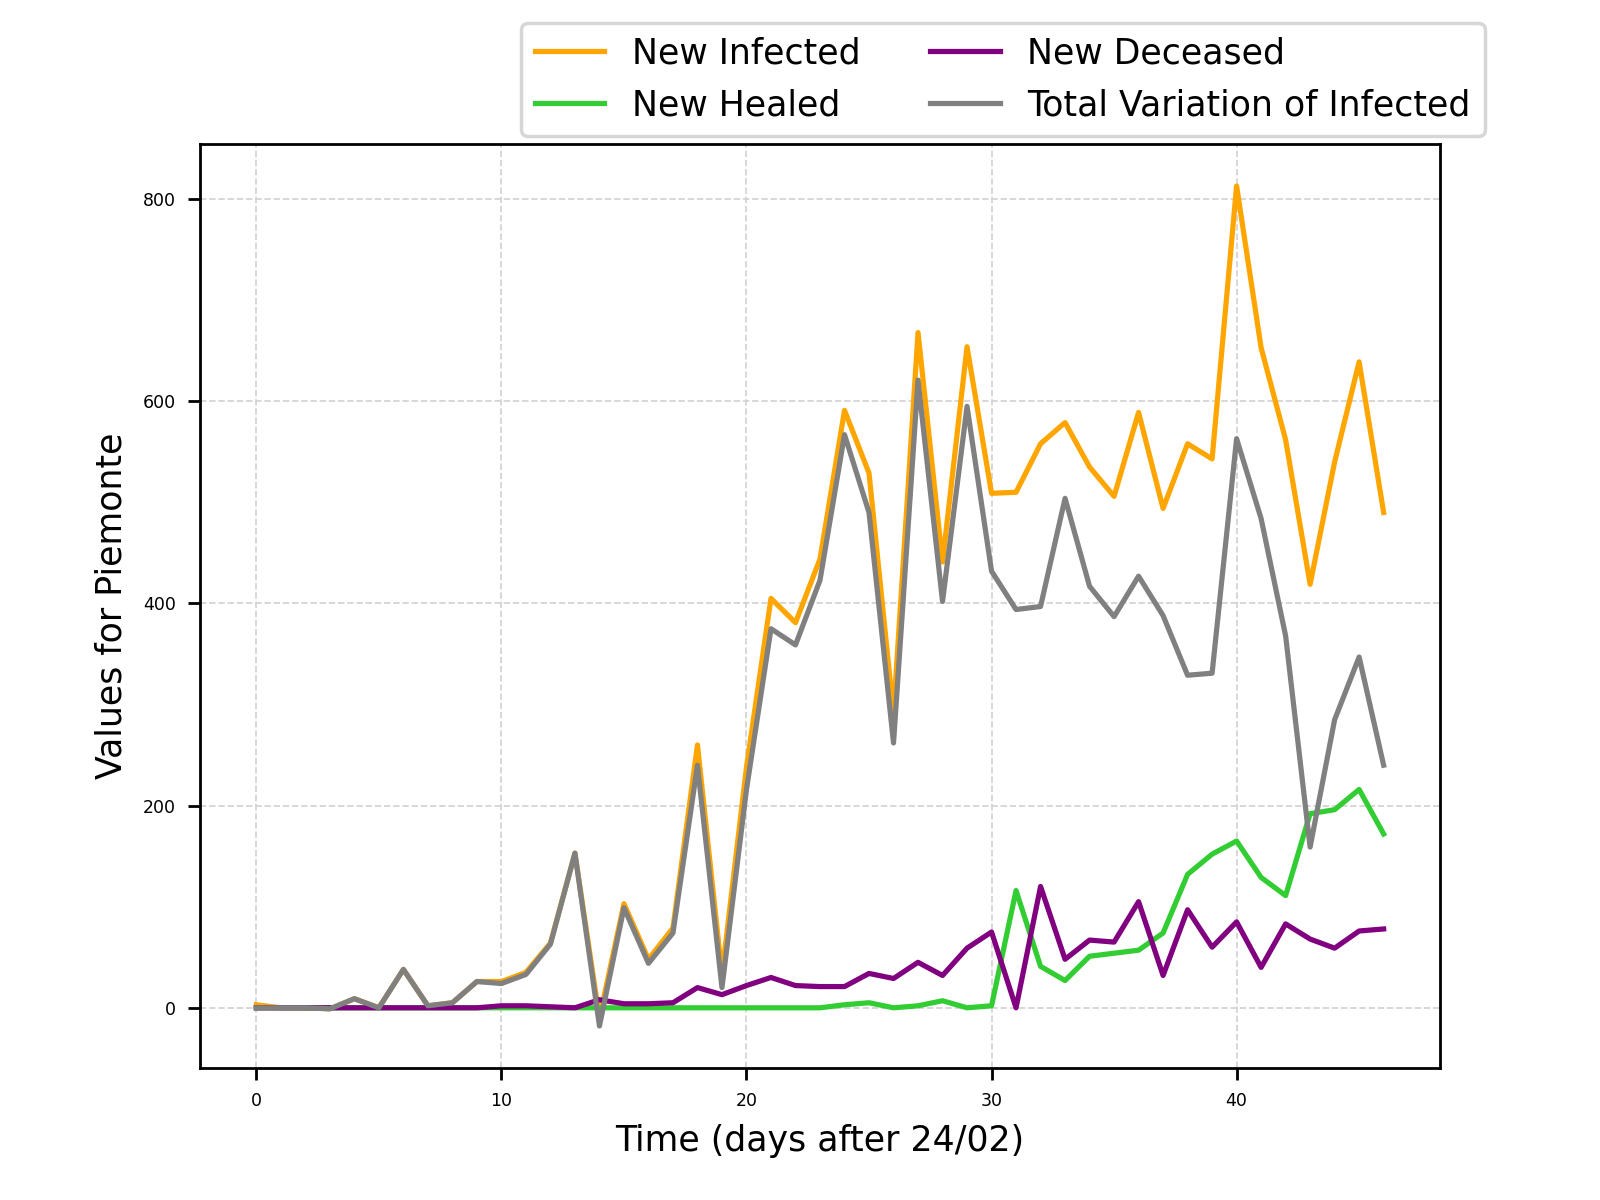 New Infected
New Healed
New Deceased
Total Variation of Infected
800
600
400
200
0
Values for Piemonte
0 10 20 30 40
Time (days after 24/02)